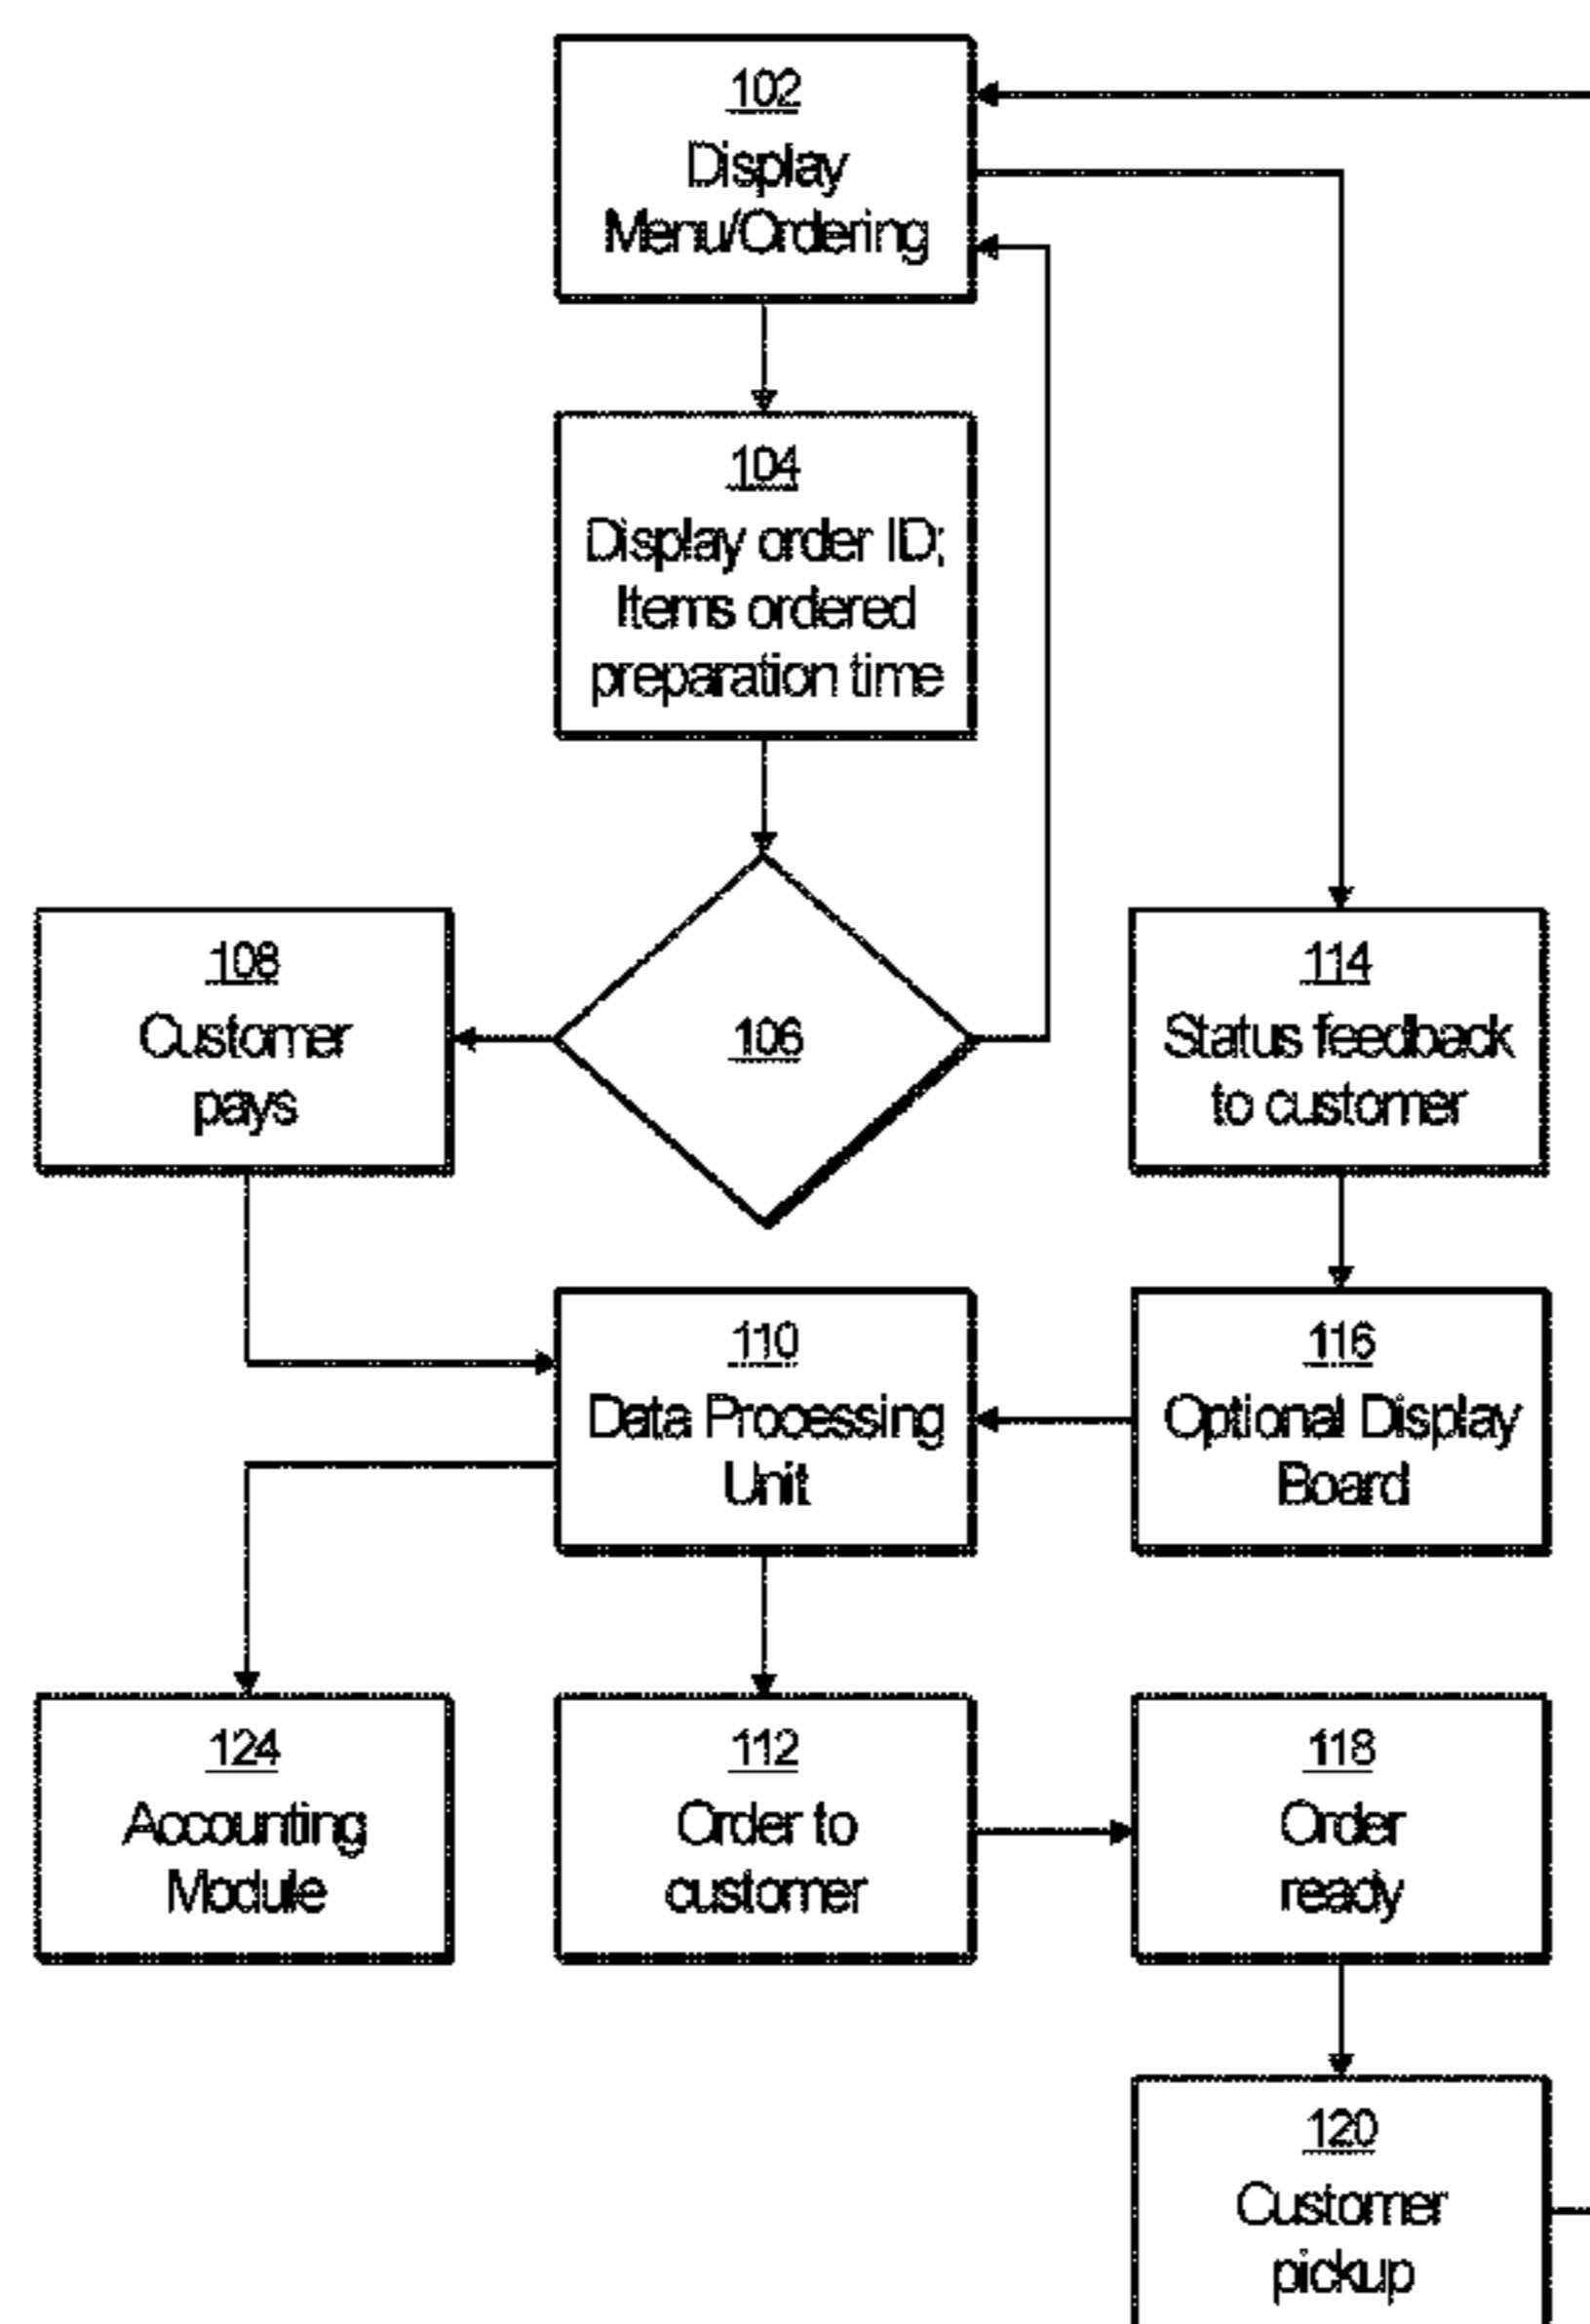 102
Display
Menu/Ordering
104
Display order ID;
Items ordered
preparation time
106
108
Customer
pays
114
Status feedback
to customer
110
Data Processing
Unit
116
Optional Display
Board
124
Accounting
Module
112
Order to
customer
118
Order
ready
120
Customer
pickup